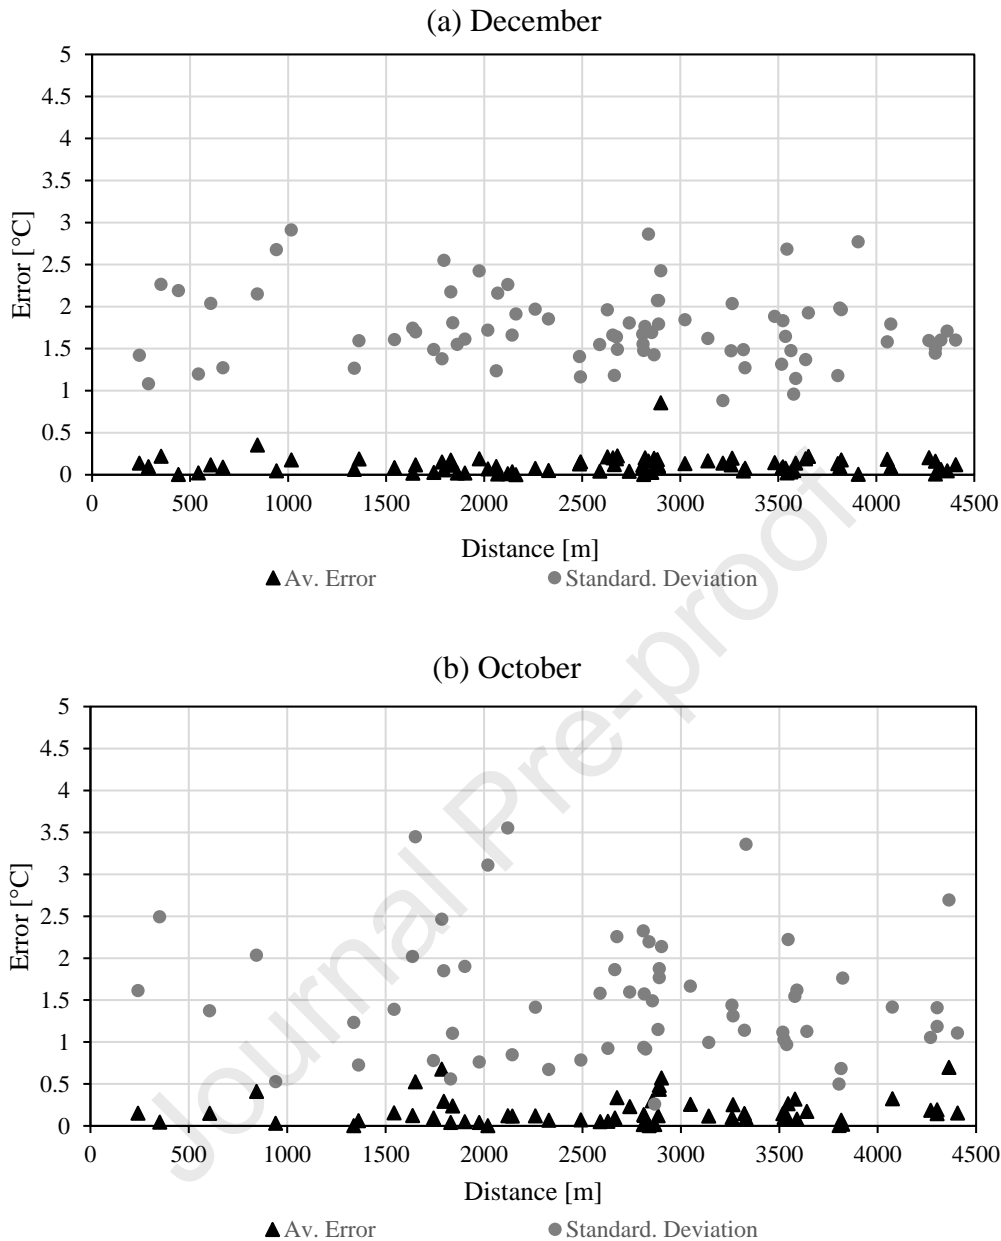 (a) December
5
4.5
4
3.5
3
2.5
2
1.5
1
0.5
0
Error [°C]
0 500 1000 1500 2000 2500 3000 3500 4000 4500
Distance [m]
Av. Error Standard. Deviation
Journal Pre-proof
(b) October
5
4.5
4
3.5
3
2.5
2
1.5
1
0.5
0
Error [°C]
0 500 1000 1500 2000 2500 3000 3500 4000 4500
Distance [m]
Av. Error Standard. Deviation